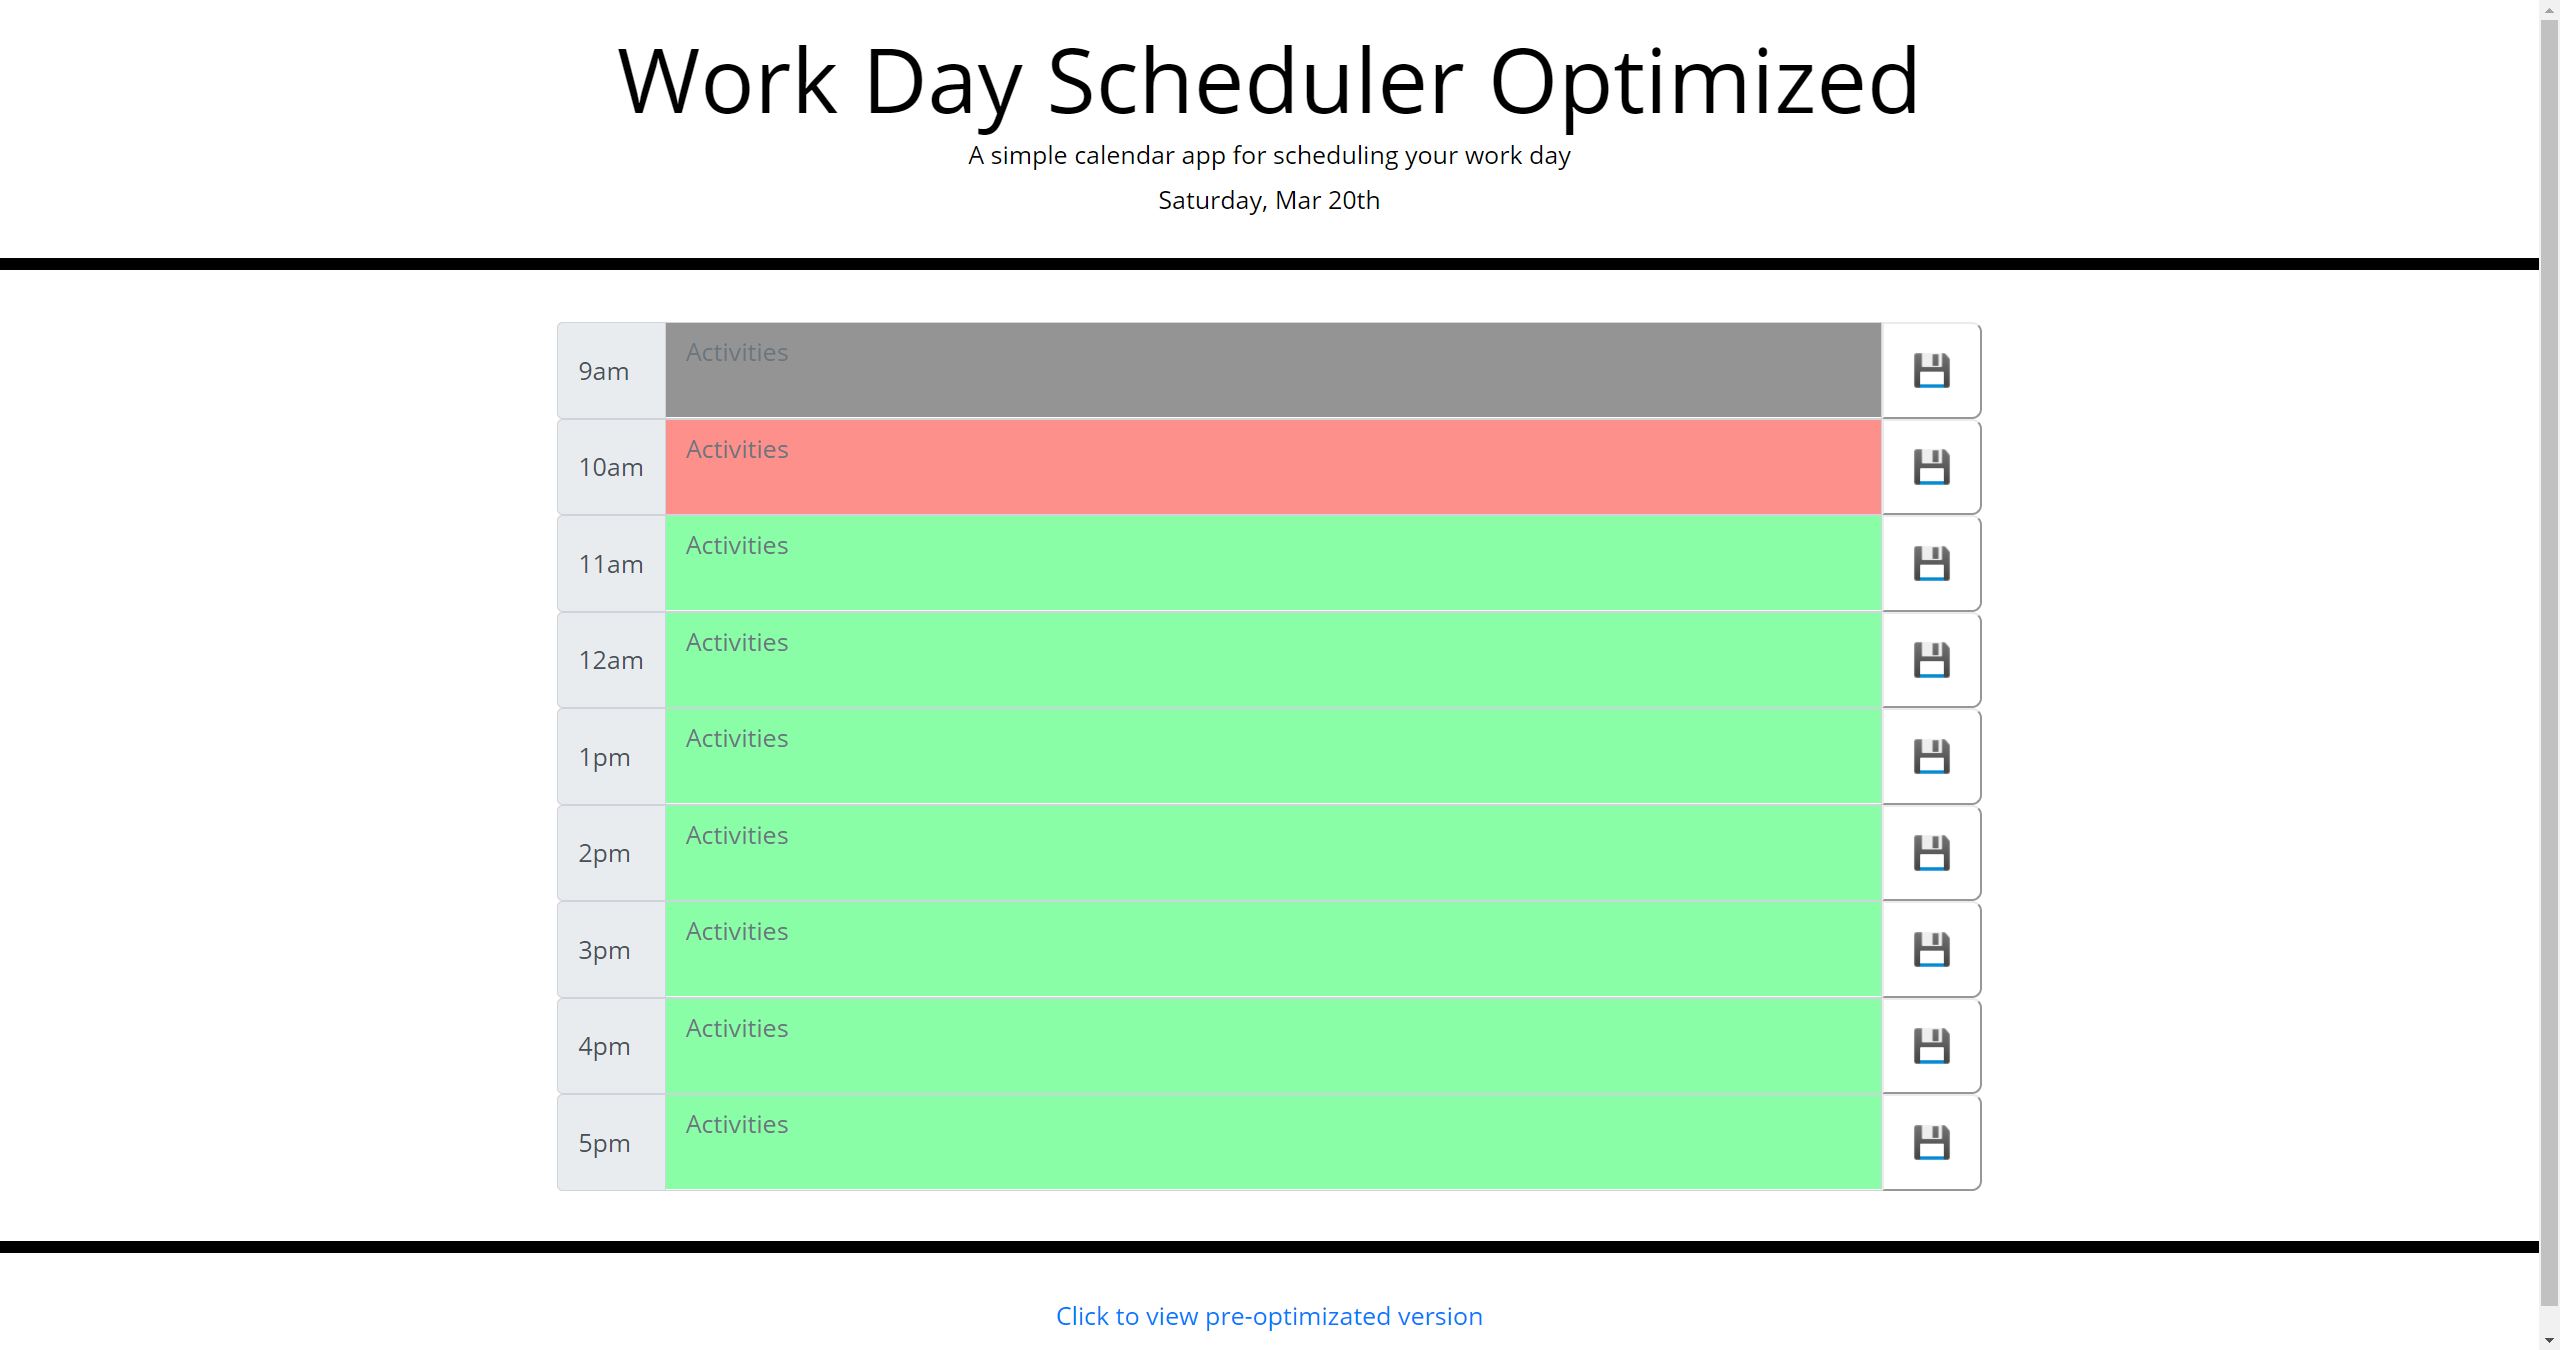 Work Day Scheduler Optimized
A simple calendar app for scheduling your work day
Saturday, Mar 20th
9am Activities
10am Activities
11am Activities
12am Activities
1pm Activities
2pm Activities
3pm Activities
4pm Activities
5pm Activities
Click to view pre-optimizated version